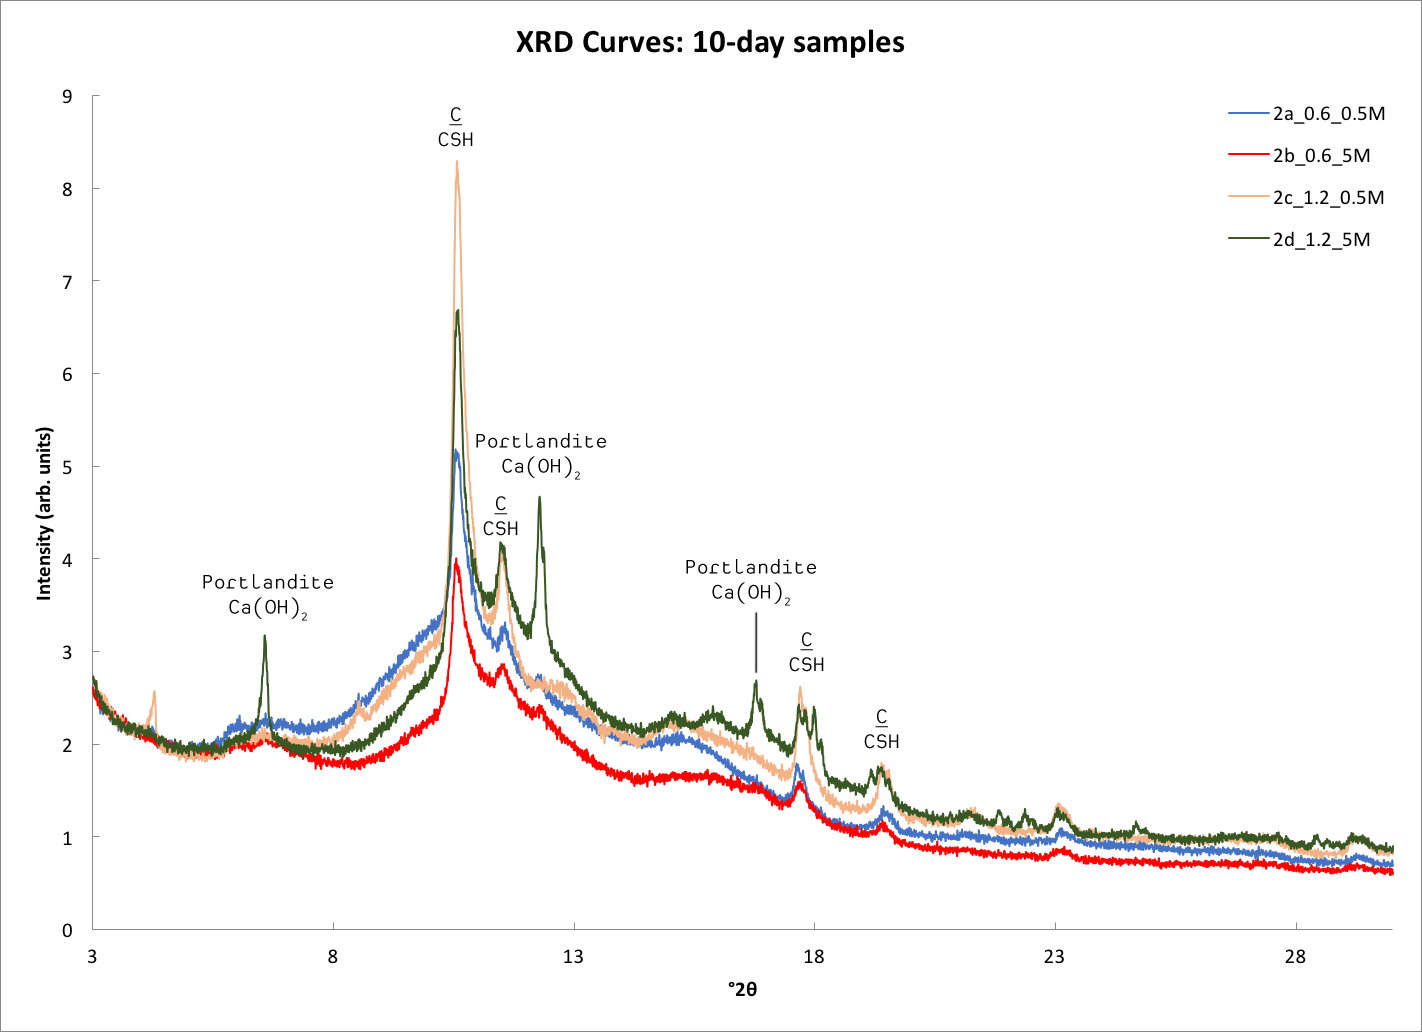 XRD Curves: 10-day samples
9
8
7
6
5
4
3
2
1
0
Intensity (arb. units)
3
8
13
18
23
28
°2θ
2a_0.6_0.5M
2b_0.6_5M
2c_1.2_0.5M
2d_1.2_5M
C
CSH
Portlandite
Ca(OH)₂
C
CSH
Portlandite
Ca(OH)₂
Portlandite
Ca(OH)₂
C
CSH
C
CSH